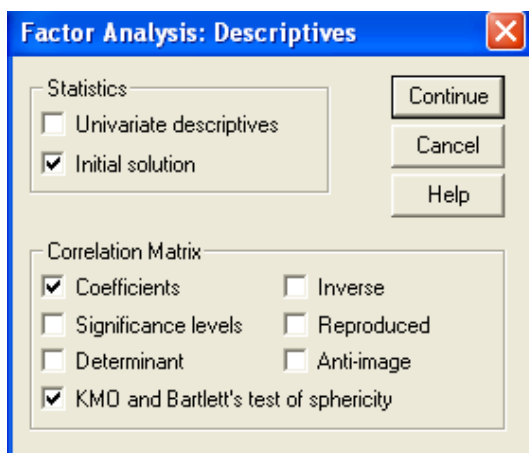 Factor Analysis: Descriptives
Statistics
Univariate descriptives
Initial solution
Continue
Cancel
Help
Correlation Matrix
Coefficients
Inverse
Significance levels
Reproduced
Determinant
Anti-image
KMO and Bartlett's test of sphericity